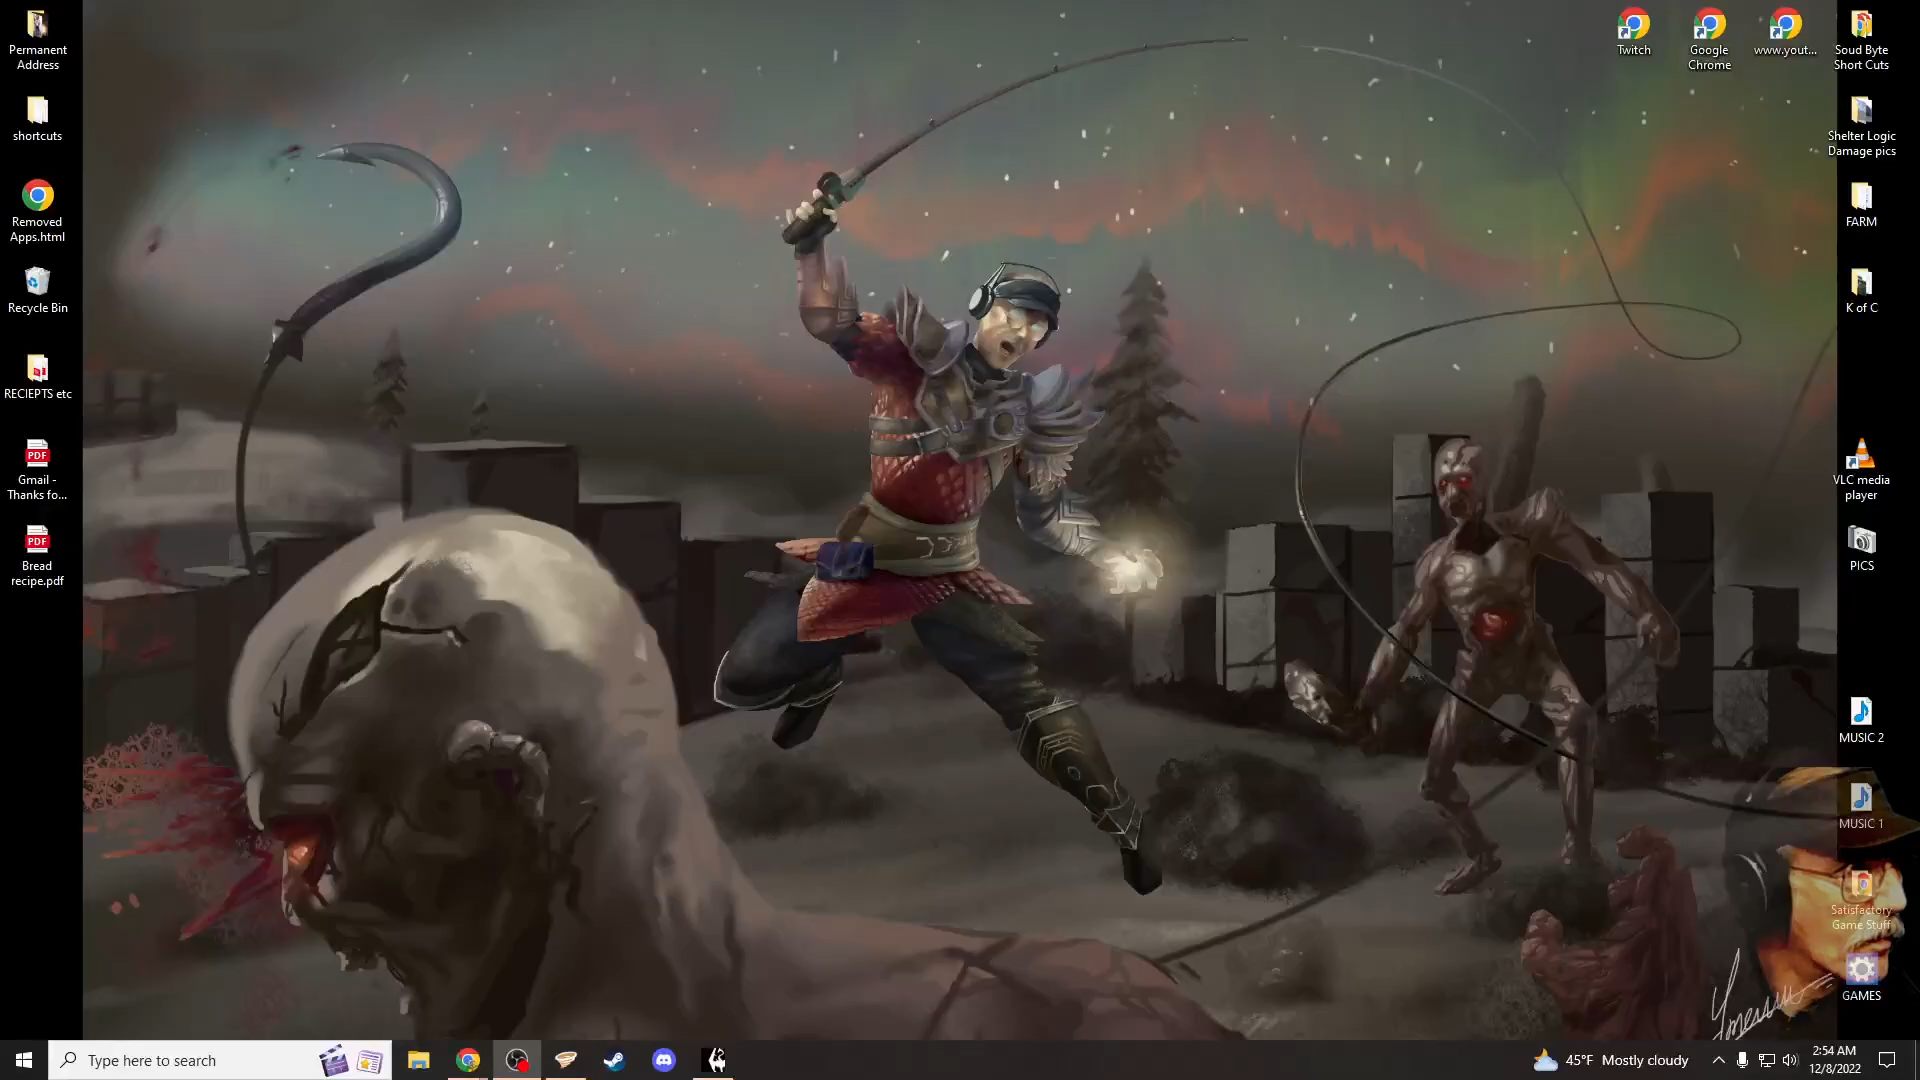 Permanent
Address
shortcuts
Removed
Apps.html
Recycle Bin
RECIEPTS etc
PDF
Gmail -
Thanks fo...
PDF
Bread
recipe.pdf
Twitch
Google
Chrome
www.yout...
Soud Byte
Short Cuts
Shelter Logic
Damage pics
FARM
K of C
VLC media
player
PICS
MUSIC 2
MUSIC 1
Satisfactory
Game Stuff
GAMES
Type here to search
45°F Mostly cloudy
2:54 AM
12/8/2022